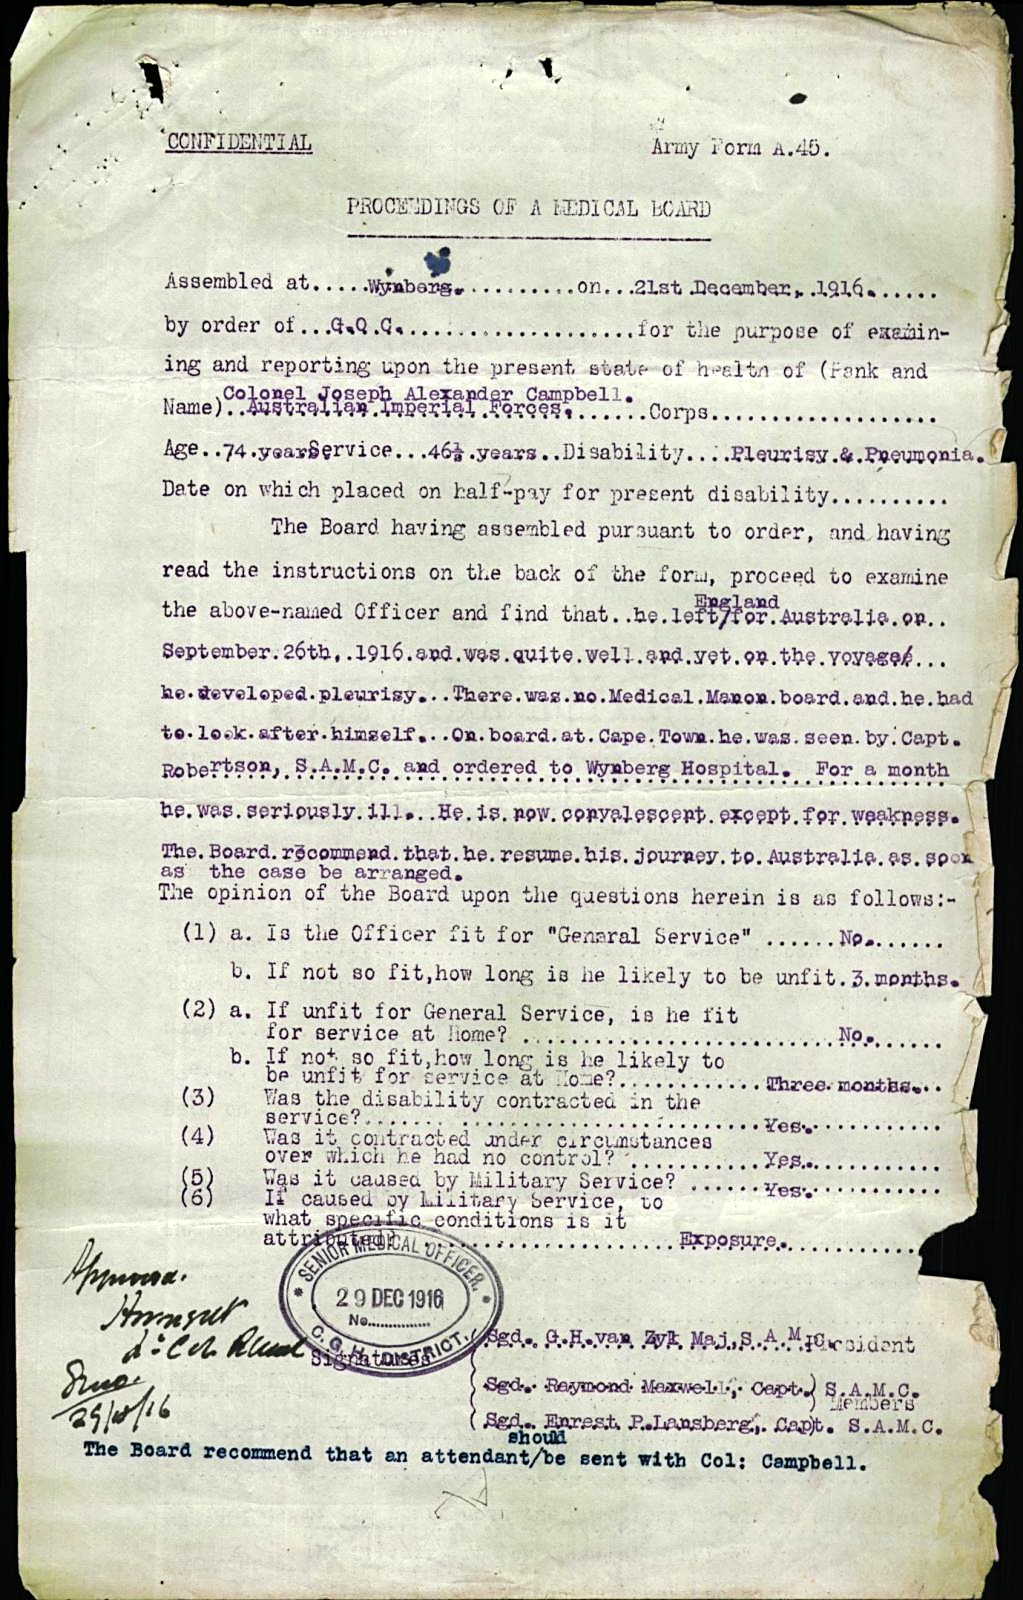 CONFIDENTIAL
Army Form A.45.
PROCEEDINGS OF A MEDICAL BOARD
Assembled at.....Wynberg...........on...21st December, 1916.......
by order of...G.O.C......................for the purpose of examin-
ing and reporting upon the present state of health of (Rank and
Colonel Joseph Alexander Campbell.
Name)..Australian Imperial Forces.......Corps..................
Age..74.years Service...46½.years..Disability....Pleurisy.&.Pneumonia.
Date on which placed on half-pay for present disability..........
The Board having assembled pursuant to order, and having
read the instructions on the back of the form, proceed to examine
England
the above-named Officer and find that..he.left/for.Australia.on..
September.26th,.1916.and.was.quite.well.and.yet.on.the.voyage...
he.developed.pleurisy...There.was.no.Medical.Manon.board.and.he.had
to.look.after.himself...On.board.at.Cape.Town.he.was.seen.by.Capt.
Robertson, S.A.M.C. and ordered to Wynberg Hospital. For a month
he.was.seriously.ill...He.is.now.convalescent.except.for.weakness.
The.Board.recommend.that.he.resume.his.journey.to.Australia.as.soon
as the case be arranged.
The opinion of the Board upon the questions herein is as follows:-
(1) a. Is the Officer fit for "General Service" ......No.......
b. If not so fit,how long is he likely to be unfit.3.months.
(2) a. If unfit for General Service, is he fit
for service at Home? .............................No.......
b. If not so fit,how long is he likely to
be unfit for service at Home?.............Three.months...
(3) Was the disability contracted in the
service?..................................Yes............
(4) Was it contracted under circumstances
over which he had no control? ............Yes............
(5) Was it caused by Military Service? ......Yes............
(6) If caused by Military Service, to
what specific conditions is it
attributed? .......................Exposure.............
SENIOR MEDICAL OFFICER.
29 DEC 1916
No...............
C.G.H. DISTRICT.
Approved.
Lt Col
Smo.
29/12/16
Signatures
Sgd. G.H.van Zyl Maj.S.A.M.C. President
Sgd. Raymond Maxwell, Capt.) S.A.M.C.
Members
Sgd. Enrest P.Lansberg, Cap)t. S.A.M.C.
should
The Board recommend that an attendant/be sent with Col: Campbell.